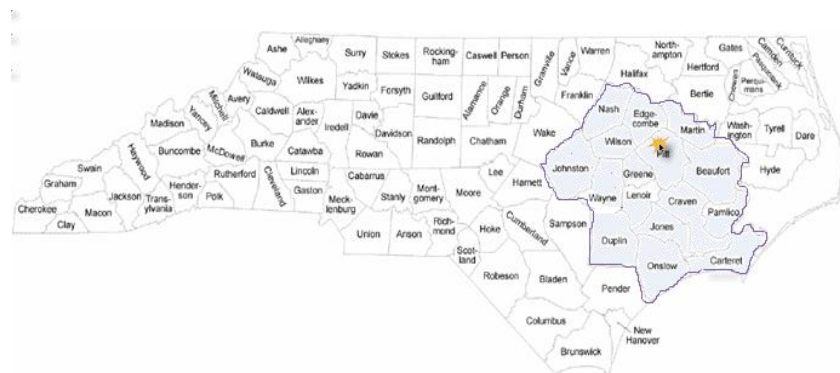 Alleghany
Ashe
Surry
Stokes
Rocking-
ham
Caswell
Person
Granville
Vance
Warren
North-
ampton
Gates
Camden
Currituck
Pasquotank
Perqui-
mans
Chowan
Hertford
Halifax
Bertie
Watauga
Wilkes
Yadkin
Forsyth
Guilford
Alamance
Orange
Durham
Franklin
Nash
Edge-
combe
Martin
Wash-
ington
Tyrell
Dare
Mitchell
Avery
Yancey
Caldwell
Alex-
ander
Iredell
Davie
Davidson
Randolph
Chatham
Wake
Wilson
Pitt
Beaufort
Hyde
Madison
Buncombe
McDowell
Burke
Catawba
Rowan
Johnston
Greene
Haywood
Swain
Graham
Rutherford
Lincoln
Cabarrus
Lee
Harnett
Wayne
Lenoir
Craven
Pamlico
Cherokee
Clay
Macon
Jackson
Trans-
ylvania
Hender-
son
Polk
Cleveland
Gaston
Meck-
lenburg
Stanly
Mont-
gomery
Moore
Cumberland
Sampson
Duplin
Jones
Carteret
Union
Anson
Rich-
mond
Hoke
Scot-
land
Robeson
Bladen
Pender
Onslow
Columbus
Brunswick
New
Hanover